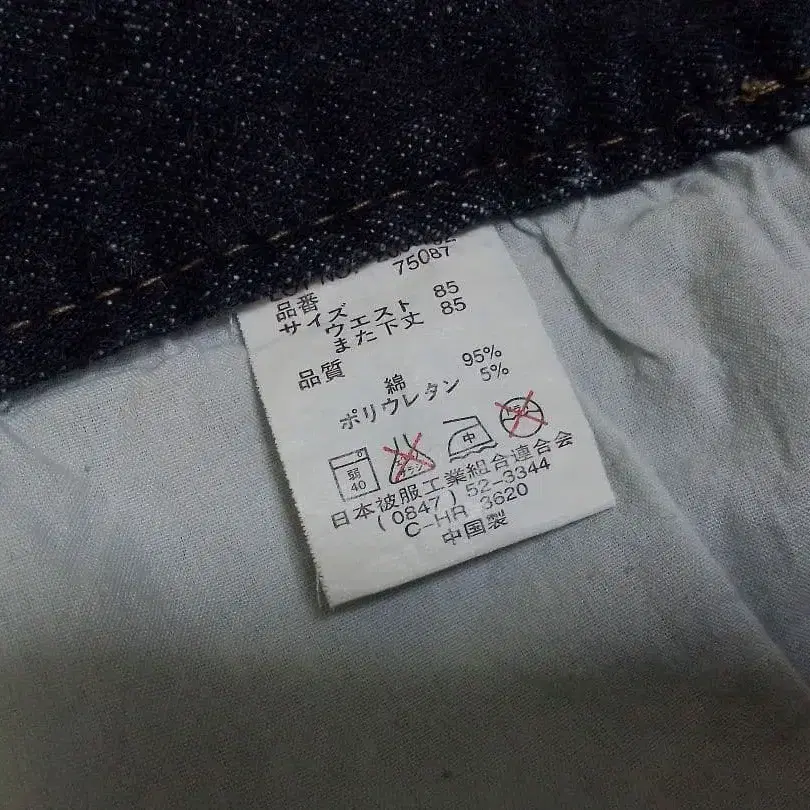 LOT NO.
品番 75087
サイズ
ウエスト 85
また下丈 85
品質
綿 95%
ポリウレタン 5%
弱 40 中
日本被服工業組合連合会
(0847) 52-3344
C-HR 3620
中国製